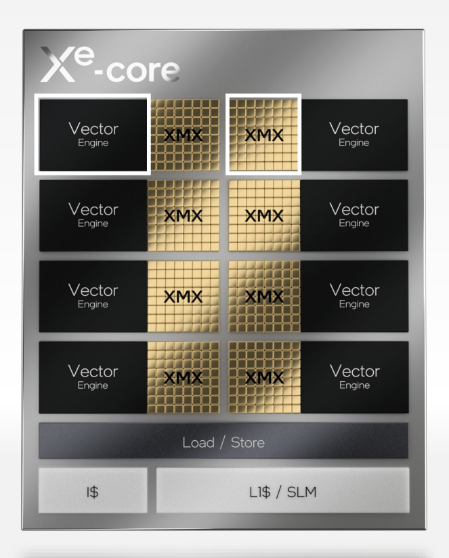 Xe-core
Vector XMX XMX Vector
Engine Engine
Vector XMX XMX Vector
Engine Engine
Vector XMX XMX Vector
Engine Engine
Vector XMX XMX Vector
Engine Engine
Load / Store
I$ L1$ / SLM